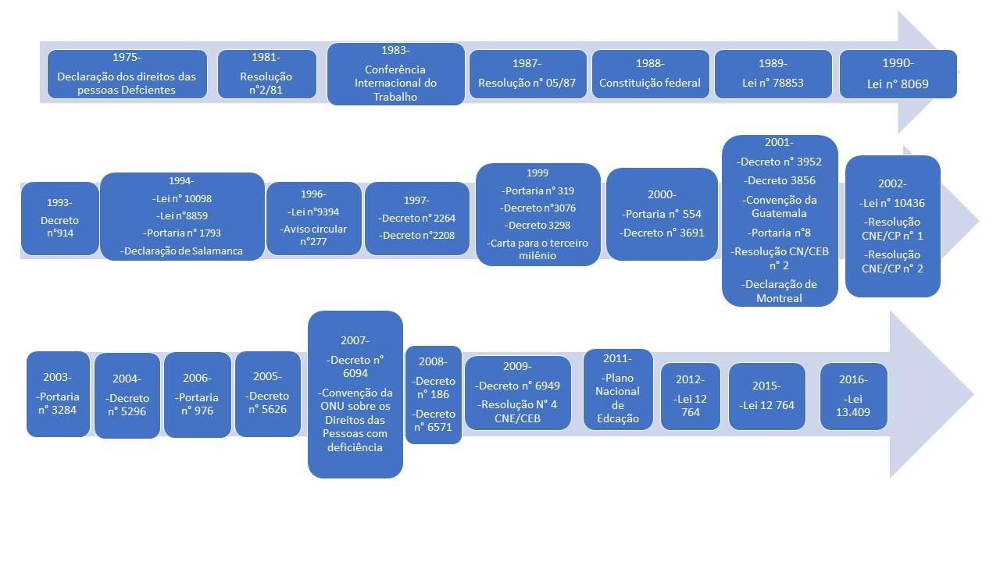 1975-
Declaração dos direitos das
pessoas Defcientes
1981-
Resolução
n°2/81
1983-
Conferência
Internacional do
Trabalho
1987-
Resolução n° 05/87
1988-
Constituição federal
1989-
Lei n° 78853
1990-
Lei n° 8069
1993-
Decreto
n°914
1994-
-Lei n° 10098
-Lei n°8859
-Portaria n° 1793
-Declaração de Salamanca
1996-
-Lei n°9394
-Aviso circular
n°277
1997-
-Decreto n° 2264
-Decreto n°2208
1999
-Portaria n° 319
-Decreto n°3076
-Decreto 3298
-Carta para o terceiro
milênio
2000-
-Portaria n° 554
-Decreto n° 3691
2001-
-Decreto n° 3952
-Decreto 3856
-Convenção da
Guatemala
-Portaria n°8
-Resolução CN/CEB
n° 2
-Declaração de
Montreal
2002-
-Lei n° 10436
-Resolução
CNE/CP n° 1
-Resolução
CNE/CP n° 2
2003-
-Portaria
n° 3284
2004-
-Decreto
n° 5296
2006-
-Portaria
n° 976
2005-
-Decreto
n° 5626
2007-
-Decreto n°
6094
-Convenção da
ONU sobre os
Direitos das
Pessoas com
deficiência
2008-
-Decreto
n° 186
-Decreto
n° 6571
2009-
-Decreto n° 6949
-Resolução N° 4
CNE/CEB
2011-
-Plano
Nacional
de
Edcação
2012-
-Lei 12
764
2015-
-Lei 12 764
2016-
-Lei
13.409